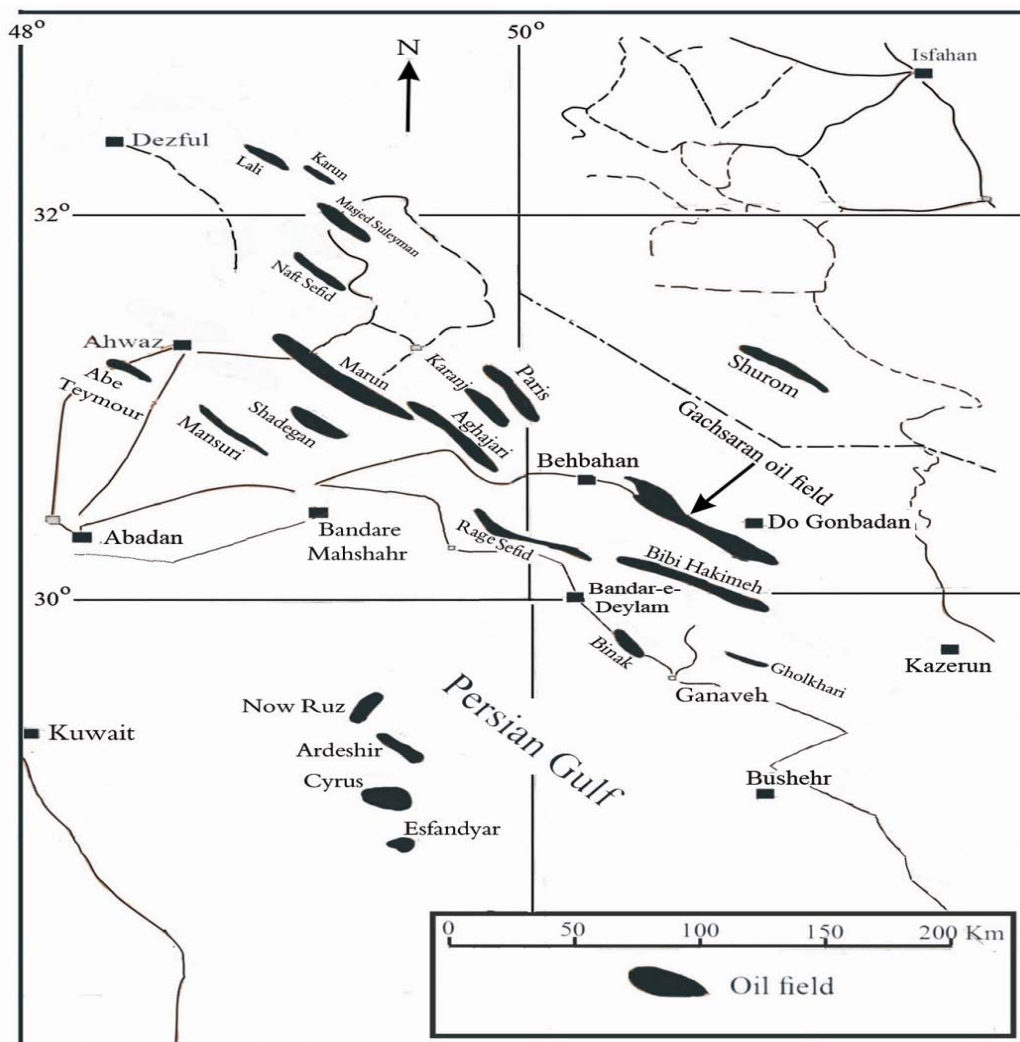 48°
50°
N
Isfahan
Dezful
Lali
Karun
32°
Masjed Suleyman
Naft Sefid
Ahwaz
Abe
Teymour
Marun
Karanj
Paris
Shurom
Mansuri
Shadegan
Aghajari
Gachsaran oil field
Behbahan
Do Gonbadan
Abadan
Bandare
Mahshahr
Rage Sefid
Bibi Hakimeh
30°
Bandar-e-
Deylam
Binak
Gholkhari
Kazerun
Ganaveh
Now Ruz
Persian Gulf
Kuwait
Ardeshir
Cyrus
Bushehr
Esfandyar
0 50 100 150 200 Km
Oil field